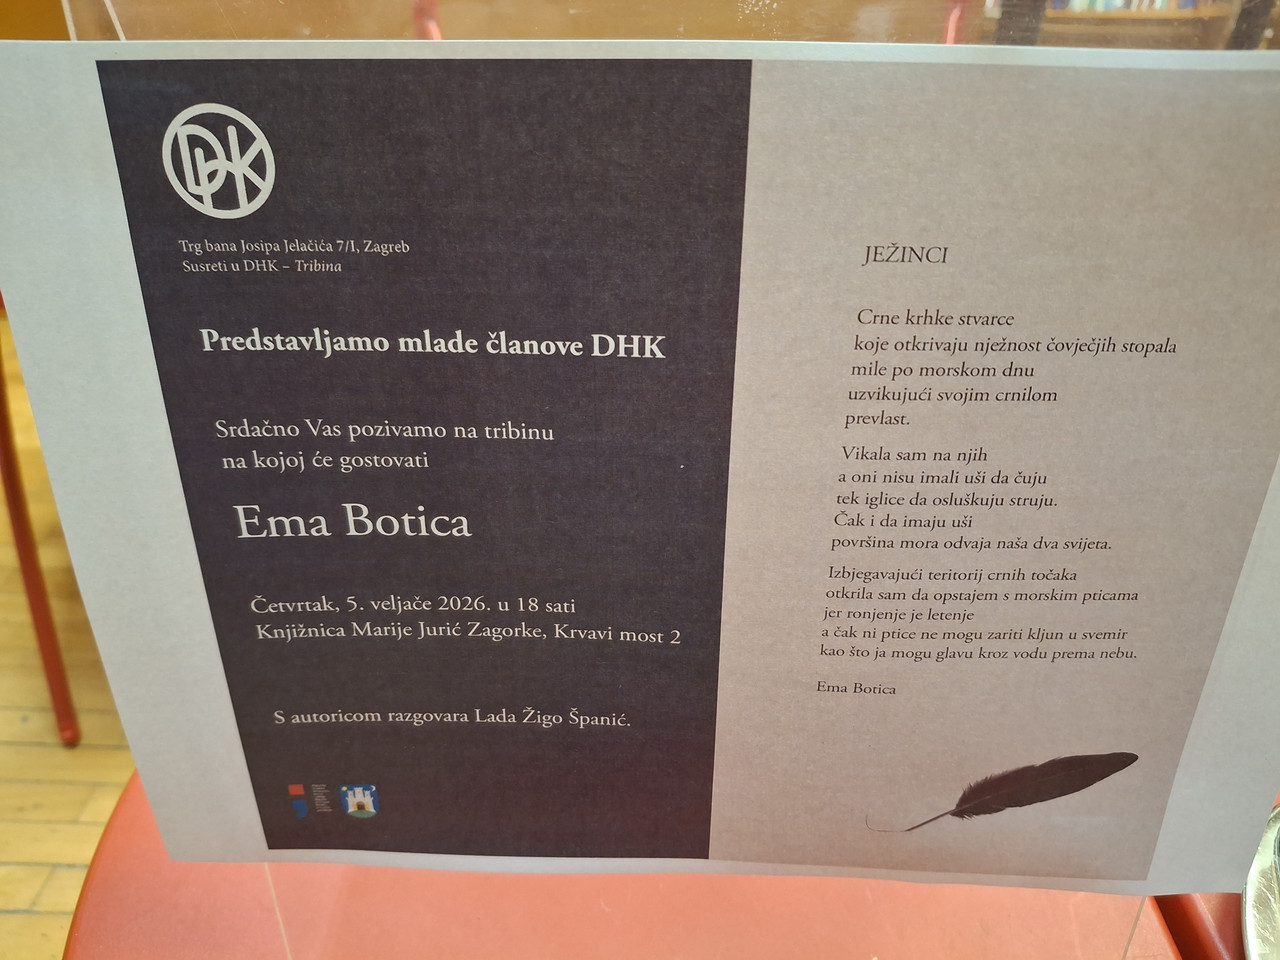 DHK
Trg bana Josipa Jelačića 7/I, Zagreb
Susreti u DHK – Tribina
Predstavljamo mlade članove DHK
Srdačno Vas pozivamo na tribinu
na kojoj će gostovati
Ema Botica
Četvrtak, 5. veljače 2026. u 18 sati
Knjižnica Marije Jurić Zagorke, Krvavi most 2
S autoricom razgovara Lada Žigo Španić.
JEŽINCI
Crne krhke stvarce
koje otkrivaju nježnost čovječjih stopala
mile po morskom dnu
uzvikujući svojim crnilom
prevlast.
Vikala sam na njih
a oni nisu imali uši da čuju
tek iglice da osluškuju struju.
Čak i da imaju uši
površina mora odvaja naša dva svijeta.
Izbjegavajući teritorij crnih točaka
otkrila sam da opstajem s morskim pticama
jer ronjenje je letenje
a čak ni ptice ne mogu zariti kljun u svemir
kao što ja mogu glavu kroz vodu prema nebu.
Ema Botica